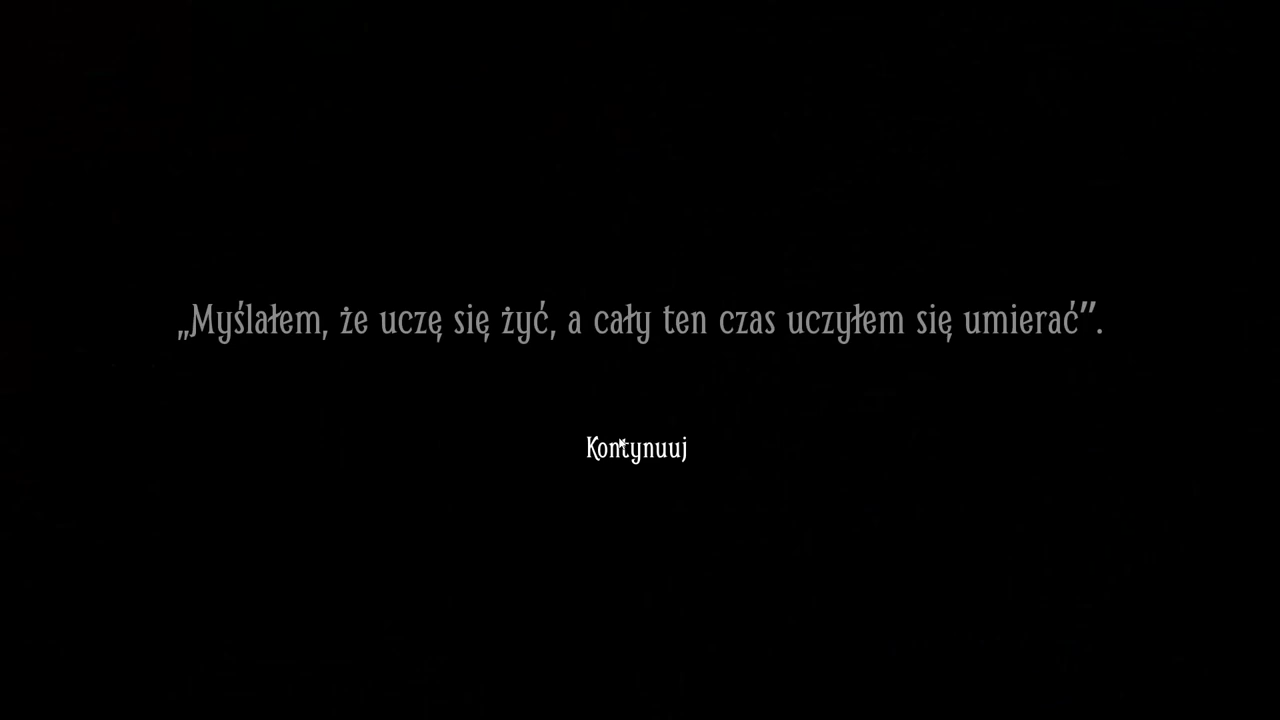 „Myślałem, że uczę się żyć, a cały ten czas uczyłem się umierać”.
Kontynuuj